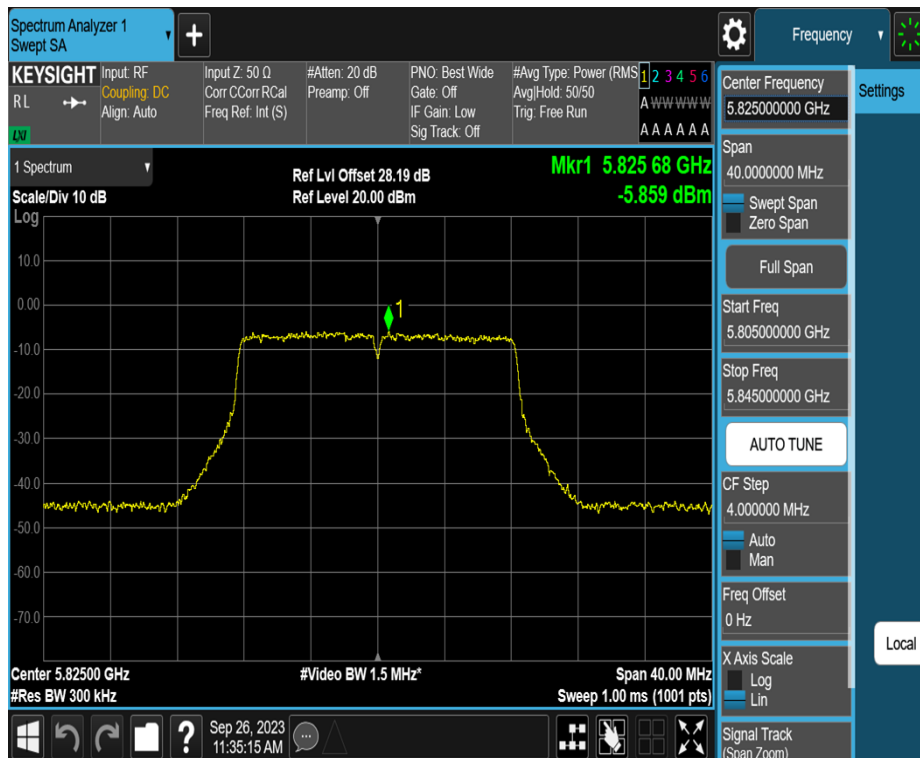 Spectrum Analyzer 1
Swept SA
+
Frequency
KEYSIGHT
RL
LXI
Input: RF
Coupling: DC
Align: Auto
Input Z: 50 Ω
Corr CCorr RCal
Freq Ref: Int (S)
#Atten: 20 dB
Preamp: Off
PNO: Best Wide
Gate: Off
IF Gain: Low
Sig Track: Off
#Avg Type: Power (RMS
Avg|Hold: 50/50
Trig: Free Run
1 2 3 4 5 6
A W W W W W
A A A A A A
1 Spectrum
Scale/Div 10 dB
Log
Ref Lvl Offset 28.19 dB
Ref Level 20.00 dBm
Mkr1 5.825 68 GHz
-5.859 dBm
10.0
0.00
-10.0
-20.0
-30.0
-40.0
-50.0
-60.0
-70.0
1
Center 5.82500 GHz
#Res BW 300 kHz
#Video BW 1.5 MHz*
Span 40.00 MHz
Sweep 1.00 ms (1001 pts)
Center Frequency
5.825000000 GHz
Settings
Span
40.0000000 MHz
Swept Span
Zero Span
Full Span
Start Freq
5.805000000 GHz
Stop Freq
5.845000000 GHz
AUTO TUNE
CF Step
4.000000 MHz
Auto
Man
Freq Offset
0 Hz
Local
X Axis Scale
Log
Lin
Signal Track
(Span Zoom)
?
Sep 26, 2023
11:35:15 AM